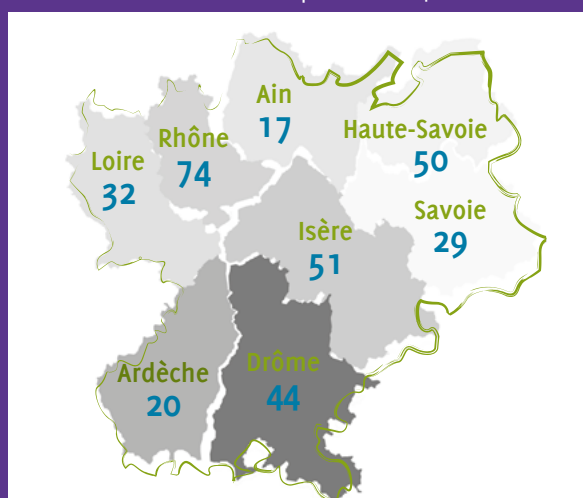 Ain
17
Haute-Savoie
50
Rhône
74
Loire
32
Savoie
29
Isère
51
Ardèche
20
Drôme
44